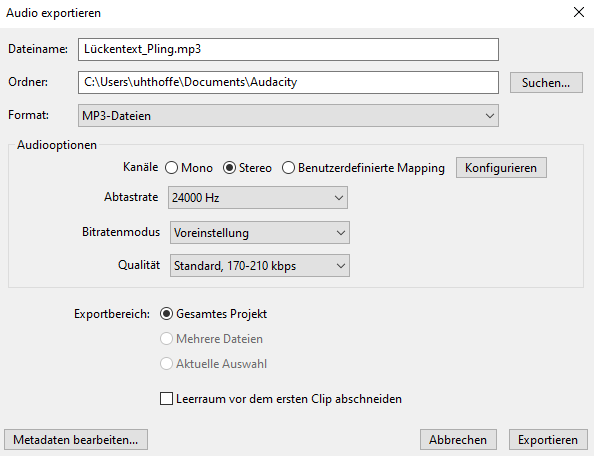 Audio exportieren
Dateiname: Lückentext_Pling.mp3
Ordner: C:\Users\uhthoffe\Documents\Audacity Suchen...
Format: MP3-Dateien
Audiooptionen
Kanäle Mono Stereo Benutzerdefinierte Mapping Konfigurieren
Abtastrate 24000 Hz
Bitratenmodus Voreinstellung
Qualität Standard, 170-210 kbps
Exportbereich: Gesamtes Projekt
Mehrere Dateien
Aktuelle Auswahl
Leerraum vor dem ersten Clip abschneiden
Metadaten bearbeiten... Abbrechen Exportieren